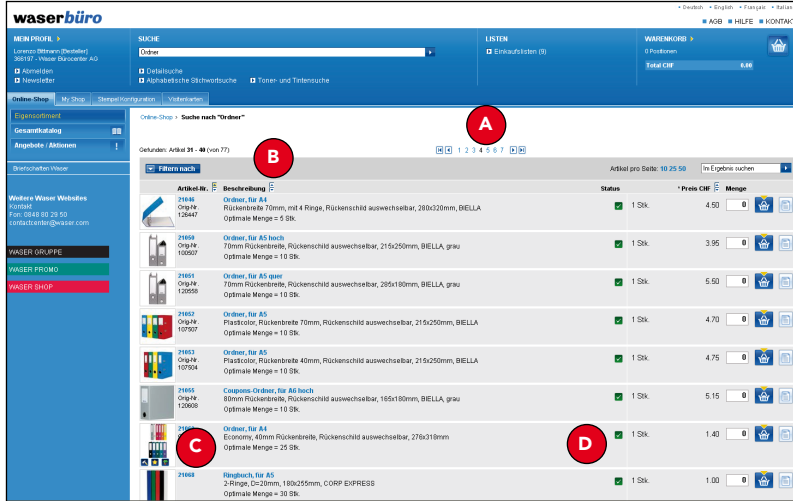 Deutsch English Français Italian
waserbüro
AGB HILFE KONTAKT
MEIN PROFIL
Lorenzo Bittmann [Besteller]
366197 - Waser Bürocenter AG
Abmelden
Newsletter
SUCHE
Ordner
Detailsuche
Alphabetische Stichwortsuche Toner- und Tintensuche
LISTEN
Einkaufslisten (9)
WARENKORB
0 Positionen
Total CHF 0.00
Online-Shop My Shop Stempel Konfiguration Visitenkarten
Eigensortiment
Gesamtkatalog
Angebote / Aktionen !
Briefschaften Waser
Weitere Waser Websites
Kontakt
Fon: 0848 80 29 50
contactcenter@waser.com
WASER GRUPPE
WASER PROMO
WASER SHOP
Online-Shop > Suche nach "Ordner"
A
Gefunden: Artikel 31 - 40 (von 77) 1 2 3 4 5 6 7
B
Filtern nach Artikel pro Seite: 10 25 50 Im Ergebnis suchen
Artikel-Nr. Beschreibung Status * Preis CHF Menge
21046 Ordner, für A4
Orig-Nr. Rückenbreite 70mm, mit 4 Ringe, Rückenschild auswechselbar, 280x320mm, BIELLA 1 Stk. 4.50 0
126447 Optimale Menge = 5 Stk.
21050 Ordner, für A5 hoch
Orig-Nr. 70mm Rückenbreite, Rückenschild auswechselbar, 215x250mm, BIELLA, grau 1 Stk. 3.95 0
100507 Optimale Menge = 10 Stk.
21051 Ordner, für A5 quer
Orig-Nr. 70mm Rückenbreite, Rückenschild auswechselbar, 285x180mm, BIELLA, grau 1 Stk. 5.50 0
120558 Optimale Menge = 10 Stk.
21052 Ordner, für A5
Orig-Nr. Plasticolor, Rückenbreite 70mm, Rückenschild auswechselbar, 215x250mm, BIELLA 1 Stk. 4.70 0
107507 Optimale Menge = 10 Stk.
21053 Ordner, für A5
Orig-Nr. Plasticolor, Rückenbreite 40mm, Rückenschild auswechselbar, 215x250mm, BIELLA 1 Stk. 4.75 0
107504 Optimale Menge = 10 Stk.
21055 Coupons-Ordner, für A6 hoch
Orig-Nr. 80mm Rückenbreite, Rückenschild auswechselbar, 165x180mm, BIELLA, grau 1 Stk. 5.15 0
120608 Optimale Menge = 10 Stk.
Ordner, für A4
Economy, 40mm Rückenbreite, Rückenschild auswechselbar, 276x318mm 1 Stk. 1.40 0
Optimale Menge = 25 Stk.
C D
21068 Ringbuch, für A5
2-Ringe, D=20mm, 180x255mm, CORP EXPRESS 1 Stk. 1.00 0
Optimale Menge = 30 Stk.